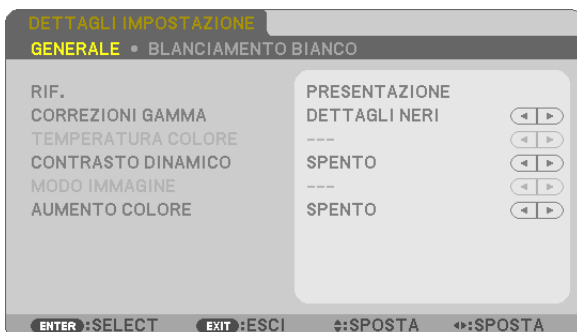 DETTAGLI IMPOSTAZIONE
GENERALE • BLANCIAMENTO BIANCO
RIF. PRESENTAZIONE
CORREZIONI GAMMA DETTAGLI NERI
TEMPERATURA COLORE ---
CONTRASTO DINAMICO SPENTO
MODO IMMAGINE ---
AUMENTO COLORE SPENTO
ENTER :SELECT EXIT :ESCI :SPOSTA :SPOSTA